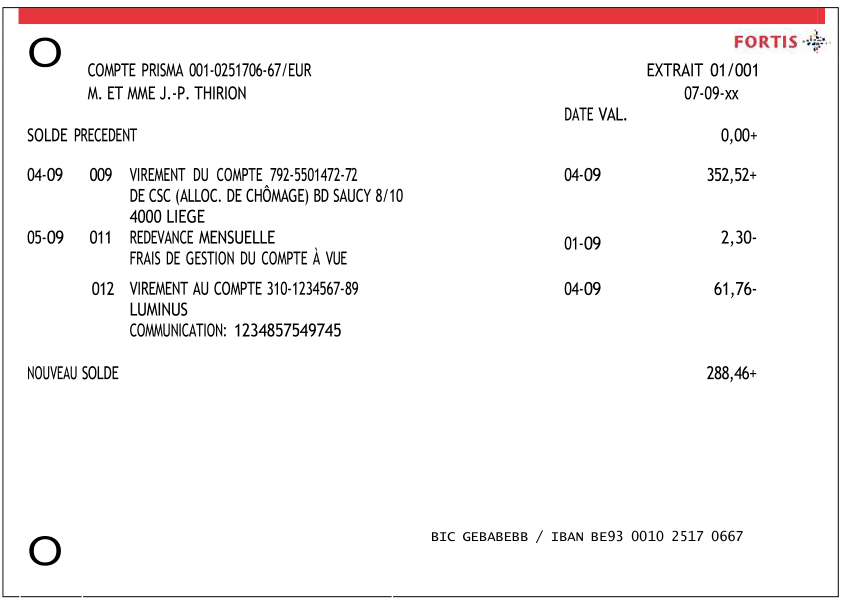 FORTIS
COMPTE PRISMA 001-0251706-67/EUR EXTRAIT 01/001
M. ET MME J.-P. THIRION 07-09-xx
DATE VAL.
SOLDE PRECEDENT 0,00+
04-09 009 VIREMENT DU COMPTE 792-5501472-72 04-09 352,52+
DE CSC (ALLOC. DE CHÔMAGE) BD SAUCY 8/10
4000 LIEGE
05-09 011 REDEVANCE MENSUELLE 01-09 2,30-
FRAIS DE GESTION DU COMPTE À VUE
012 VIREMENT AU COMPTE 310-1234567-89 04-09 61,76-
LUMINUS
COMMUNICATION: 1234857549745
NOUVEAU SOLDE 288,46+
BIC GEBABEBB / IBAN BE93 0010 2517 0667